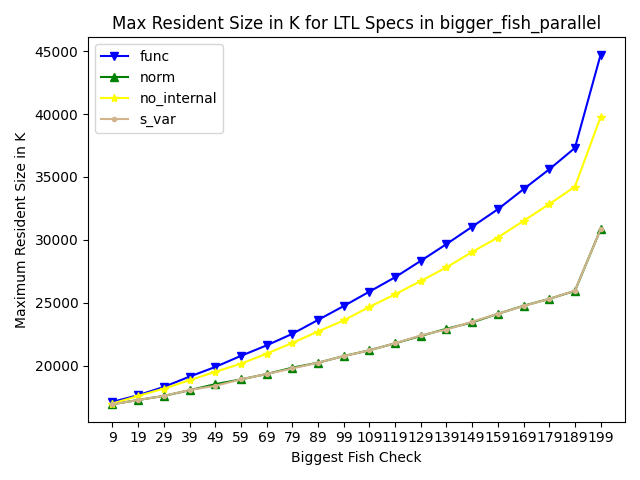 Max Resident Size in K for LTL Specs in bigger_fish_parallel
func
norm
no_internal
s_var
Maximum Resident Size in K
45000
40000
35000
30000
25000
20000
9 19 29 39 49 59 69 79 89 99 109 119 129 139 149 159 169 179 189 199
Biggest Fish Check